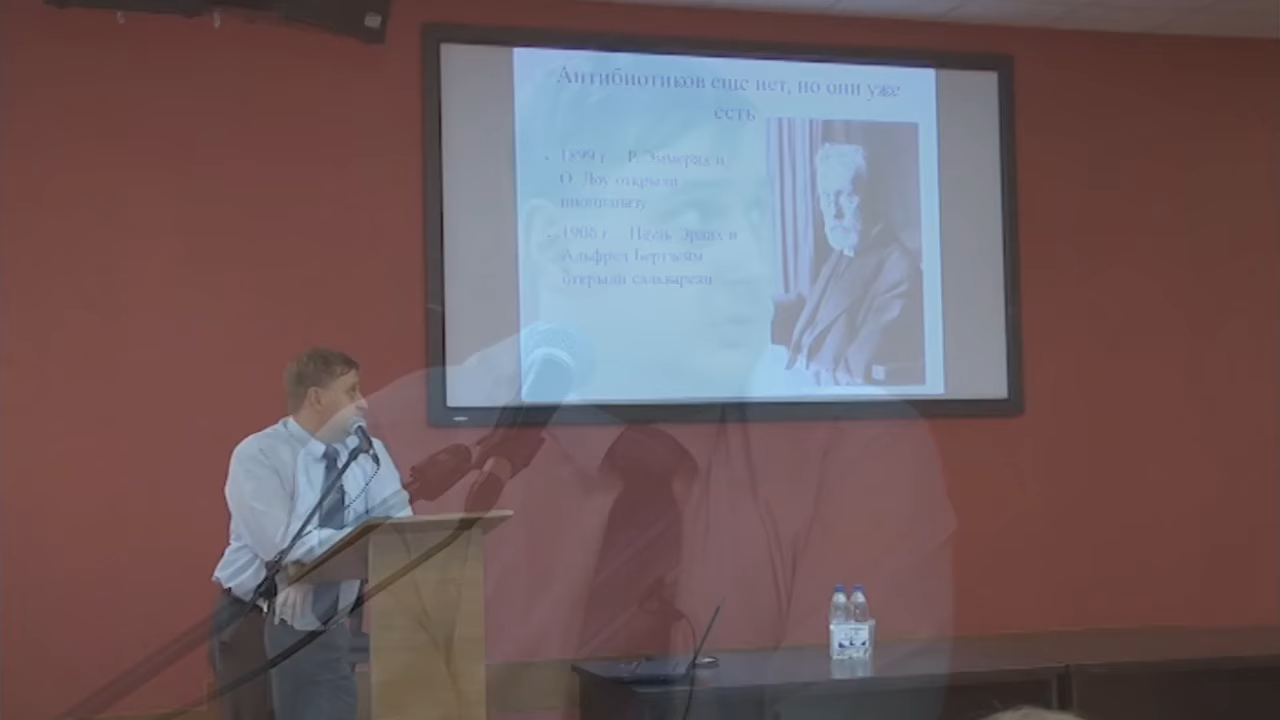 Антибиотиков еще нет, но они уже
есть
• 1899 г. Р. Эммерих и
О. Лоу открыли
пиоцианазу
• 1906 г. Пауль Эрлих и
Альфред Бертхейм
открыли сальварсан